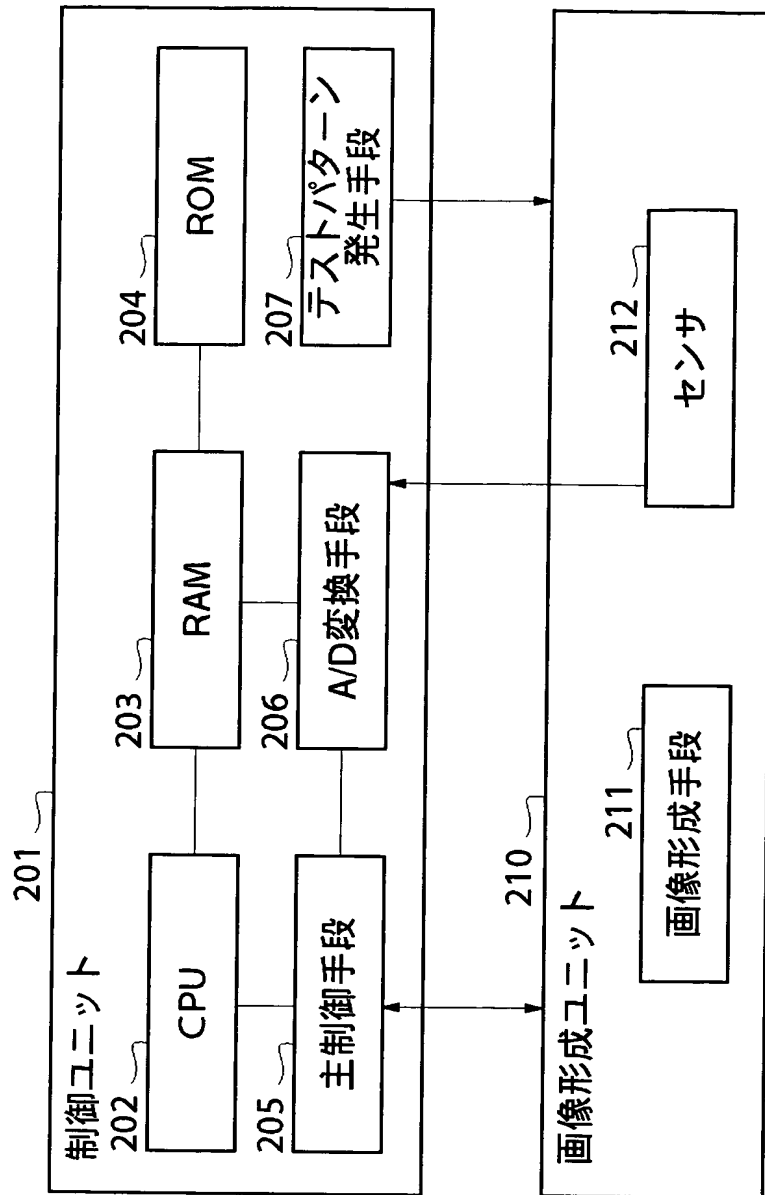 201
制御ユニット
202
CPU
203
RAM
204
ROM
205
主制御手段
206
A/D変換手段
207
テストパターン
発生手段
210
画像形成ユニット
211
画像形成手段
212
センサ